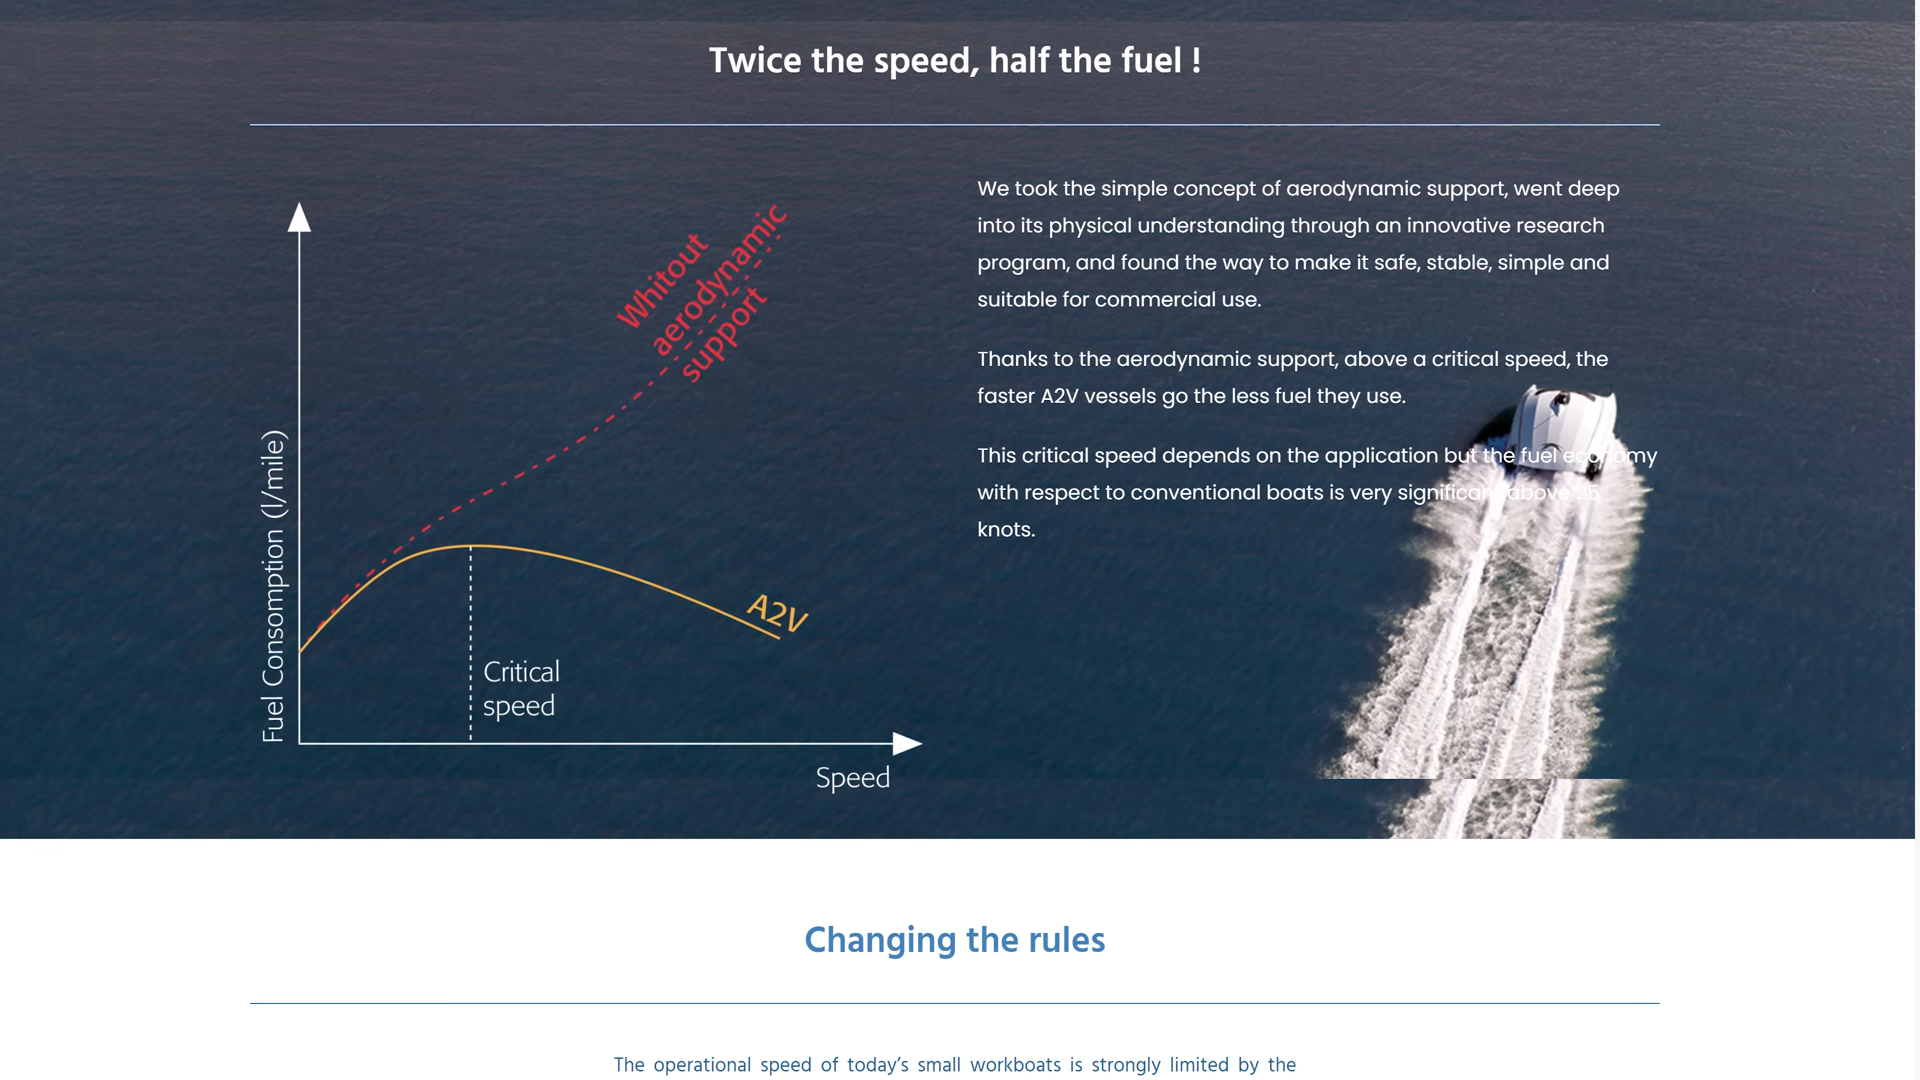 Twice the speed, half the fuel !
Whitout
aerodynamic
support
Fuel Consomption (l/mile)
A2V
Critical
speed
Speed
We took the simple concept of aerodynamic support, went deep
into its physical understanding through an innovative research
program, and found the way to make it safe, stable, simple and
suitable for commercial use.
Thanks to the aerodynamic support, above a critical speed, the
faster A2V vessels go the less fuel they use.
This critical speed depends on the application but the fuel economy
with respect to conventional boats is very significant above 25
knots.
Changing the rules
The operational speed of today’s small workboats is strongly limited by the